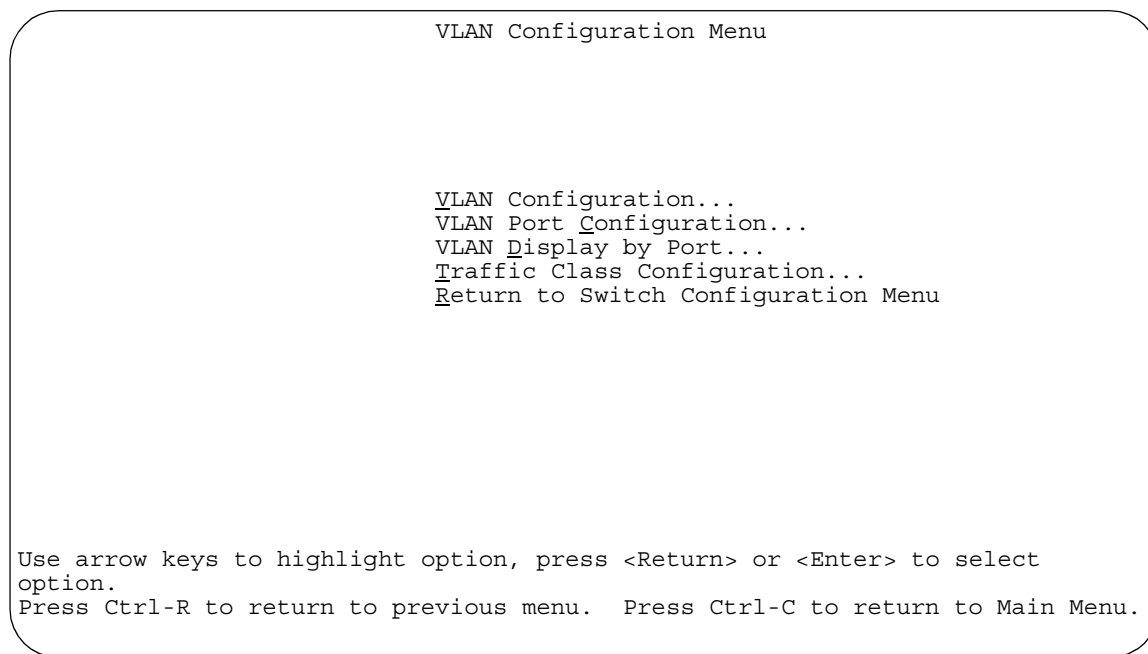 VLAN Configuration Menu
VLAN Configuration...
VLAN Port Configuration...
VLAN Display by Port...
Traffic Class Configuration...
Return to Switch Configuration Menu
Use arrow keys to highlight option, press <Return> or <Enter> to select
option.
Press Ctrl-R to return to previous menu.  Press Ctrl-C to return to Main Menu.